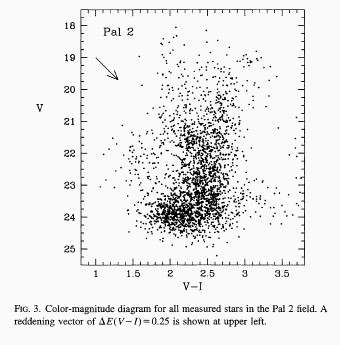 18
Pal 2
19
20
V
21
22
23
24
25
1 1.5 2 2.5 3 3.5
V−I
FIG. 3. Color-magnitude diagram for all measured stars in the Pal 2 field. A
reddening vector of ΔE(V−I)=0.25 is shown at upper left.